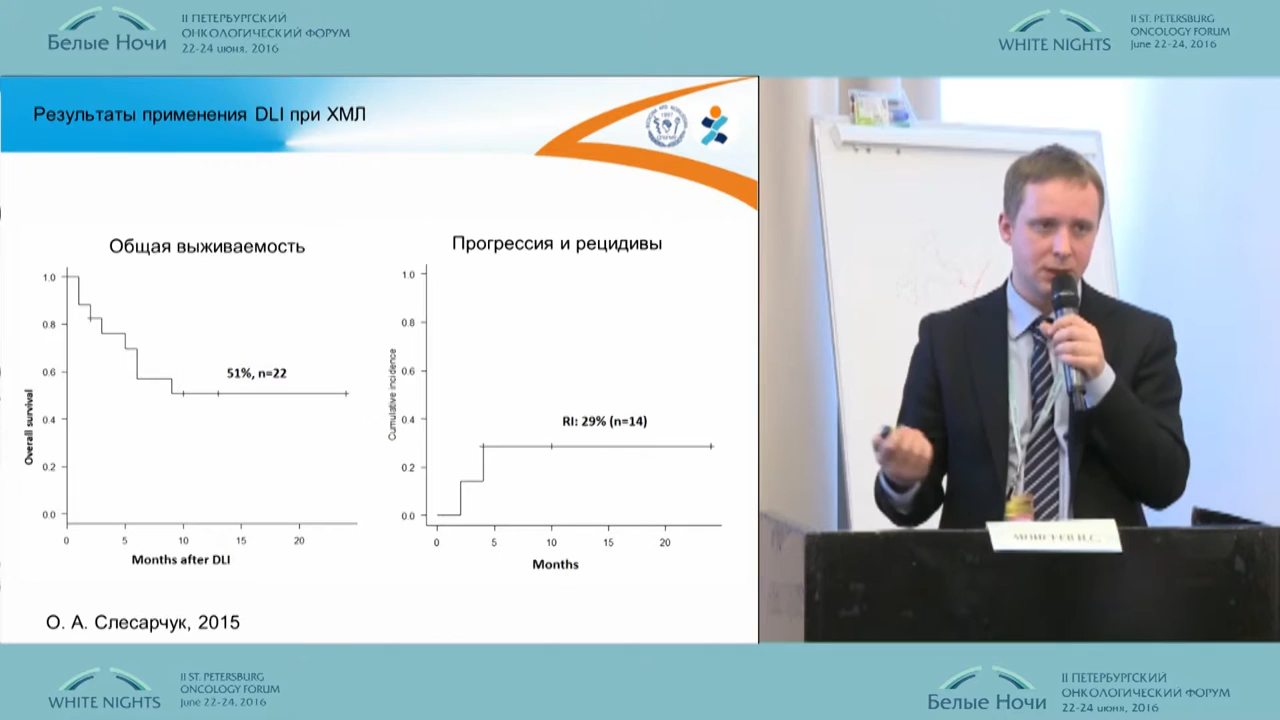 Белые Ночи
II ПЕТЕРБУРГСКИЙ
ОНКОЛОГИЧЕСКИЙ ФОРУМ
22-24 июня, 2016
WHITE NIGHTS
II ST. PETERSBURG
ONCOLOGY FORUM
June 22-24, 2016
Результаты применения DLI при ХМЛ
Общая выживаемость
Overall survival
1.0
0.8
0.6
0.4
0.2
0.0
51%, n=22
0 5 10 15 20
Months after DLI
Прогрессия и рецидивы
Cumulative incidence
1.0
0.8
0.6
0.4
0.2
0.0
RI: 29% (n=14)
0 5 10 15 20
Months
О. А. Слесарчук, 2015
WHITE NIGHTS
II ST. PETERSBURG
ONCOLOGY FORUM
June 22-24, 2016
Белые Ночи
II ПЕТЕРБУРГСКИЙ
ОНКОЛОГИЧЕСКИЙ ФОРУМ
22-24 июня, 2016